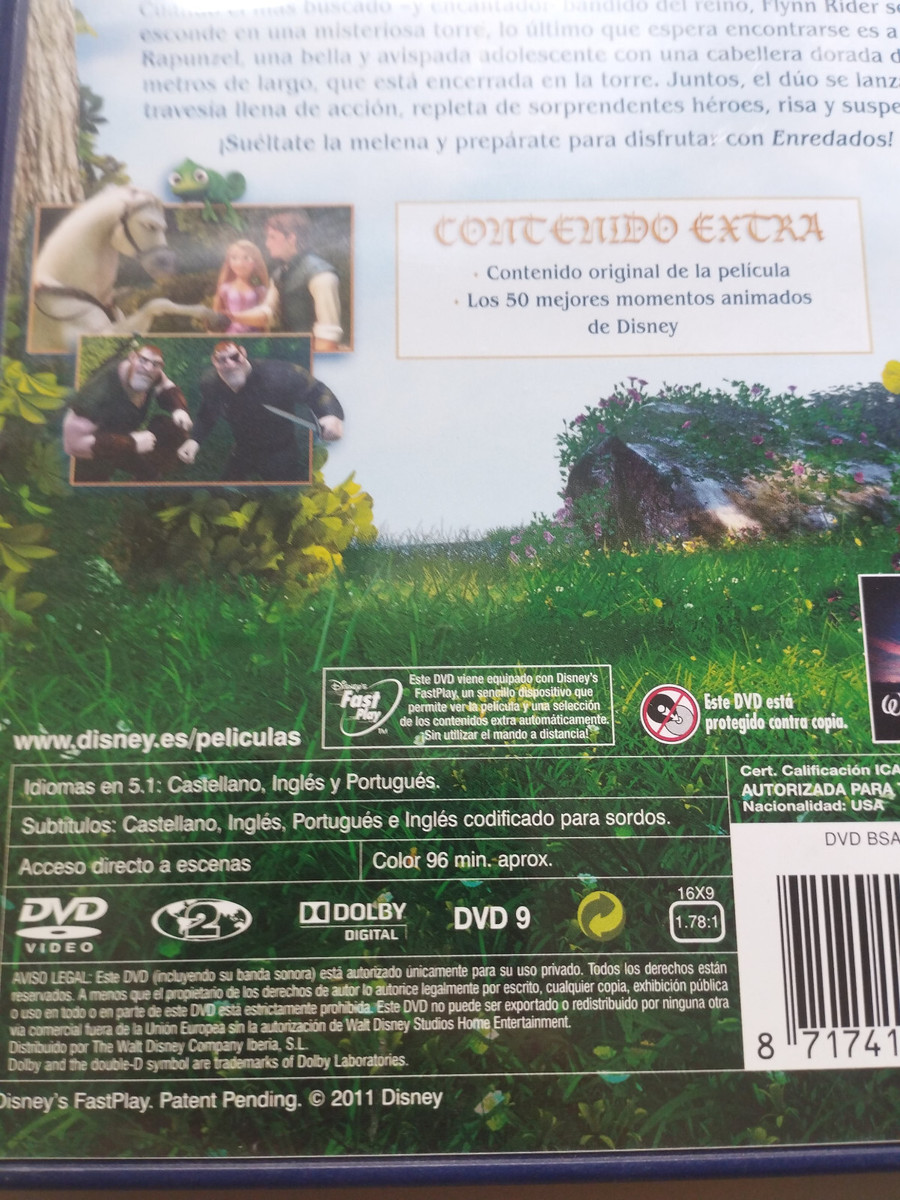 Cuando el más buscado –y encantador– bandido del reino, Flynn Rider se
esconde en una misteriosa torre, lo último que espera encontrarse es a
Rapunzel, una bella y avispada adolescente con una cabellera dorada d
metros de largo, que está encerrada en la torre. Juntos, el dúo se lanz
travesía llena de acción, repleta de sorprendentes héroes, risa y suspe
¡Suéltate la melena y prepárate para disfrutar con Enredados!
CONTENIDO EXTRA
· Contenido original de la película
· Los 50 mejores momentos animados
de Disney
Disney's
Fast
Play
TM
Este DVD viene equipado con Disney's
FastPlay, un sencillo dispositivo que
permite ver la película y una selección
de los contenidos extra automáticamente.
¡Sin utilizar el mando a distancia!
Este DVD está
protegido contra copia.
www.disney.es/peliculas
Idiomas en 5.1: Castellano, Inglés y Portugués.
Subtítulos: Castellano, Inglés, Portugués e Inglés codificado para sordos.
Acceso directo a escenas
Color 96 min. aprox.
Cert. Calificación ICA
AUTORIZADA PARA T
Nacionalidad: USA
DVD BSA
DVD
VIDEO
2
DOLBY
DIGITAL
DVD 9
16X9
1.78:1
AVISO LEGAL: Este DVD (incluyendo su banda sonora) está autorizado únicamente para su uso privado. Todos los derechos están
reservados. A menos que el propietario de los derechos de autor lo autorice legalmente por escrito, cualquier copia, exhibición pública
o uso en todo o en parte de este DVD está estrictamente prohibida. Este DVD no puede ser exportado o redistribuido por ninguna otra
vía comercial fuera de la Unión Europea sin la autorización de Walt Disney Studios Home Entertainment.
Distribuido por The Walt Disney Company Iberia, S.L.
Dolby and the double-D symbol are trademarks of Dolby Laboratories.
8 71741
Disney's FastPlay. Patent Pending. © 2011 Disney